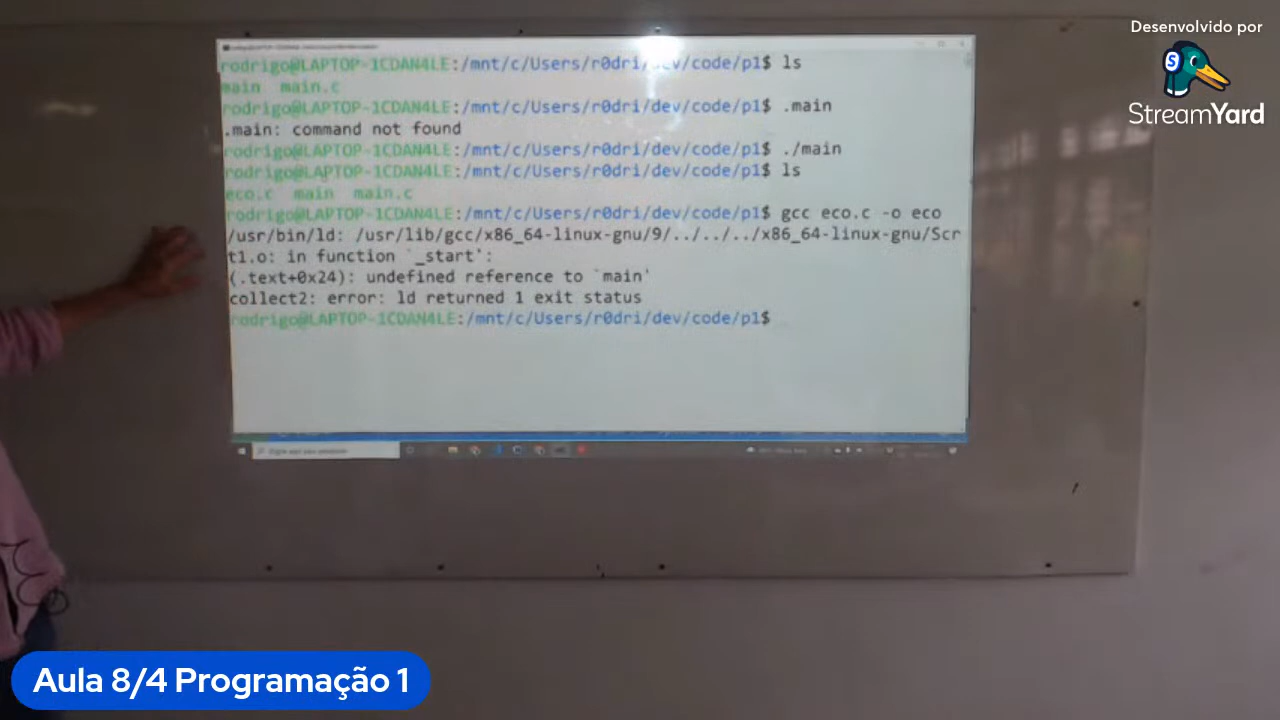 Desenvolvido por
StreamYard
rodrigo@LAPTOP-1CDAN4LE:/mnt/c/Users/r0dri/dev/code/p1$ ls
main main.c
rodrigo@LAPTOP-1CDAN4LE:/mnt/c/Users/r0dri/dev/code/p1$ .main
.main: command not found
rodrigo@LAPTOP-1CDAN4LE:/mnt/c/Users/r0dri/dev/code/p1$ ./main
rodrigo@LAPTOP-1CDAN4LE:/mnt/c/Users/r0dri/dev/code/p1$ ls
eco.c main main.c
rodrigo@LAPTOP-1CDAN4LE:/mnt/c/Users/r0dri/dev/code/p1$ gcc eco.c -o eco
/usr/bin/ld: /usr/lib/gcc/x86_64-linux-gnu/9/../../../x86_64-linux-gnu/Scr
t1.o: in function `_start':
(.text+0x24): undefined reference to `main'
collect2: error: ld returned 1 exit status
rodrigo@LAPTOP-1CDAN4LE:/mnt/c/Users/r0dri/dev/code/p1$
Aula 8/4 Programação 1